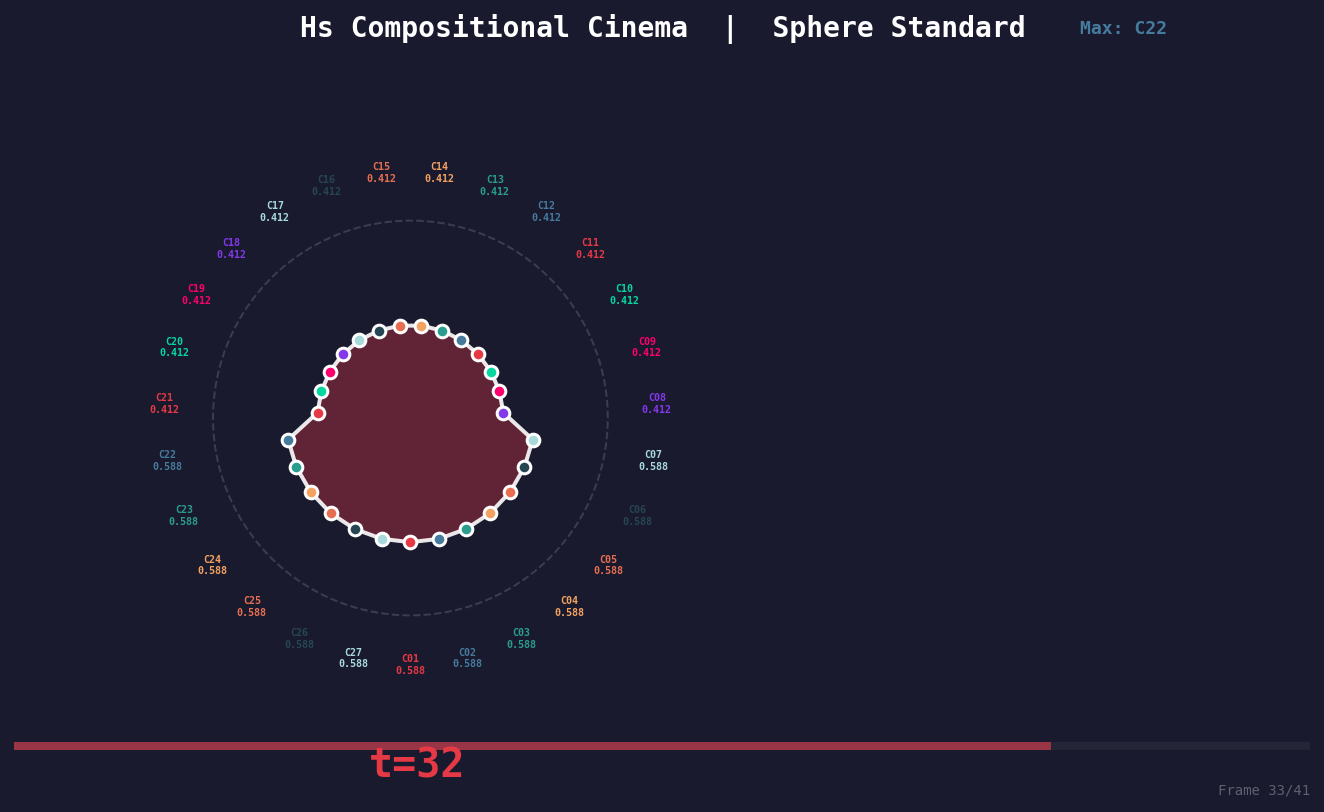 Hs Compositional Cinema | Sphere Standard
Max: C22
C15
0.412
C14
0.412
C16
0.412
C13
0.412
C17
0.412
C12
0.412
C18
0.412
C11
0.412
C19
0.412
C10
0.412
C20
0.412
C09
0.412
C21
0.412
C08
0.412
C22
0.588
C07
0.588
C23
0.588
C06
0.588
C24
0.588
C05
0.588
C25
0.588
C04
0.588
C26
0.588
C03
0.588
C27
0.588
C01
0.588
C02
0.588
t=32
Frame 33/41